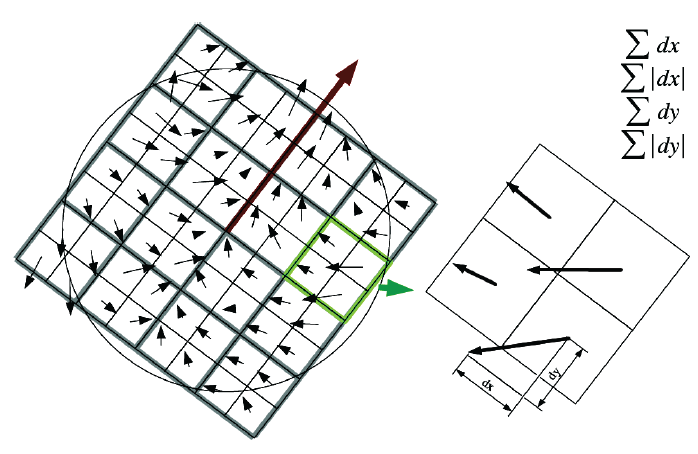 ∑ dx
∑ |dx|
∑ dy
∑ |dy|
dx
dy